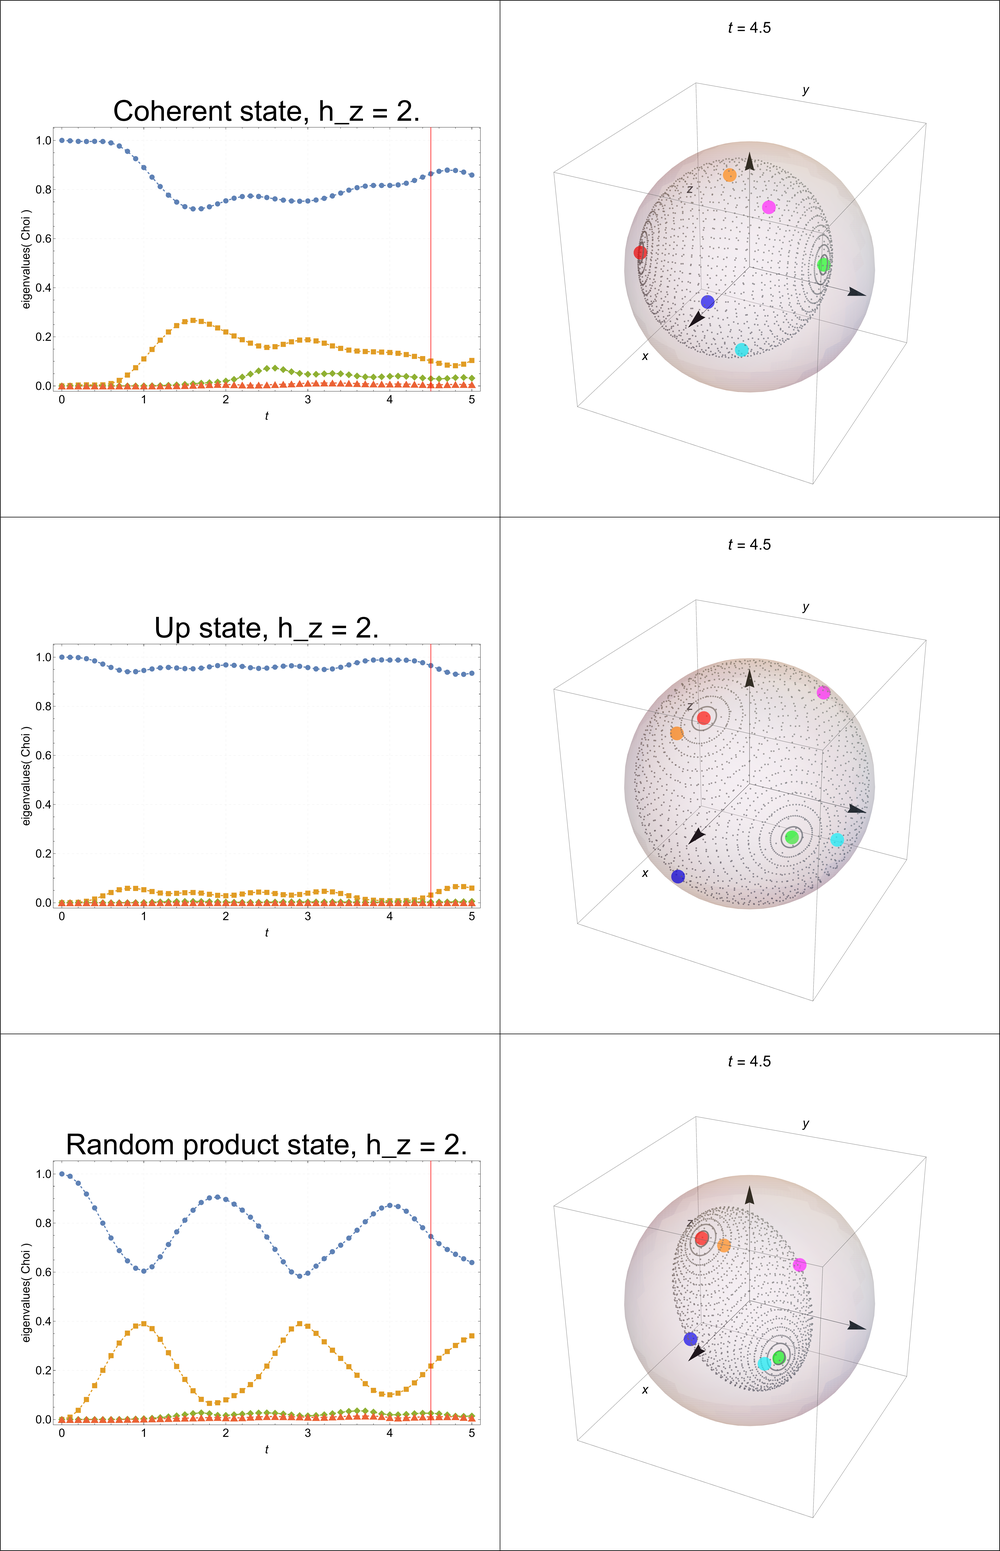 Coherent state, h_z = 2.
eigenvalues( Choi )
1.0
0.8
0.6
0.4
0.2
0.0
0 1 2 3 4 5
t
t = 4.5
y
z
x
Up state, h_z = 2.
eigenvalues( Choi )
1.0
0.8
0.6
0.4
0.2
0.0
0 1 2 3 4 5
t
t = 4.5
y
z
x
Random product state, h_z = 2.
eigenvalues( Choi )
1.0
0.8
0.6
0.4
0.2
0.0
0 1 2 3 4 5
t
t = 4.5
y
z
x